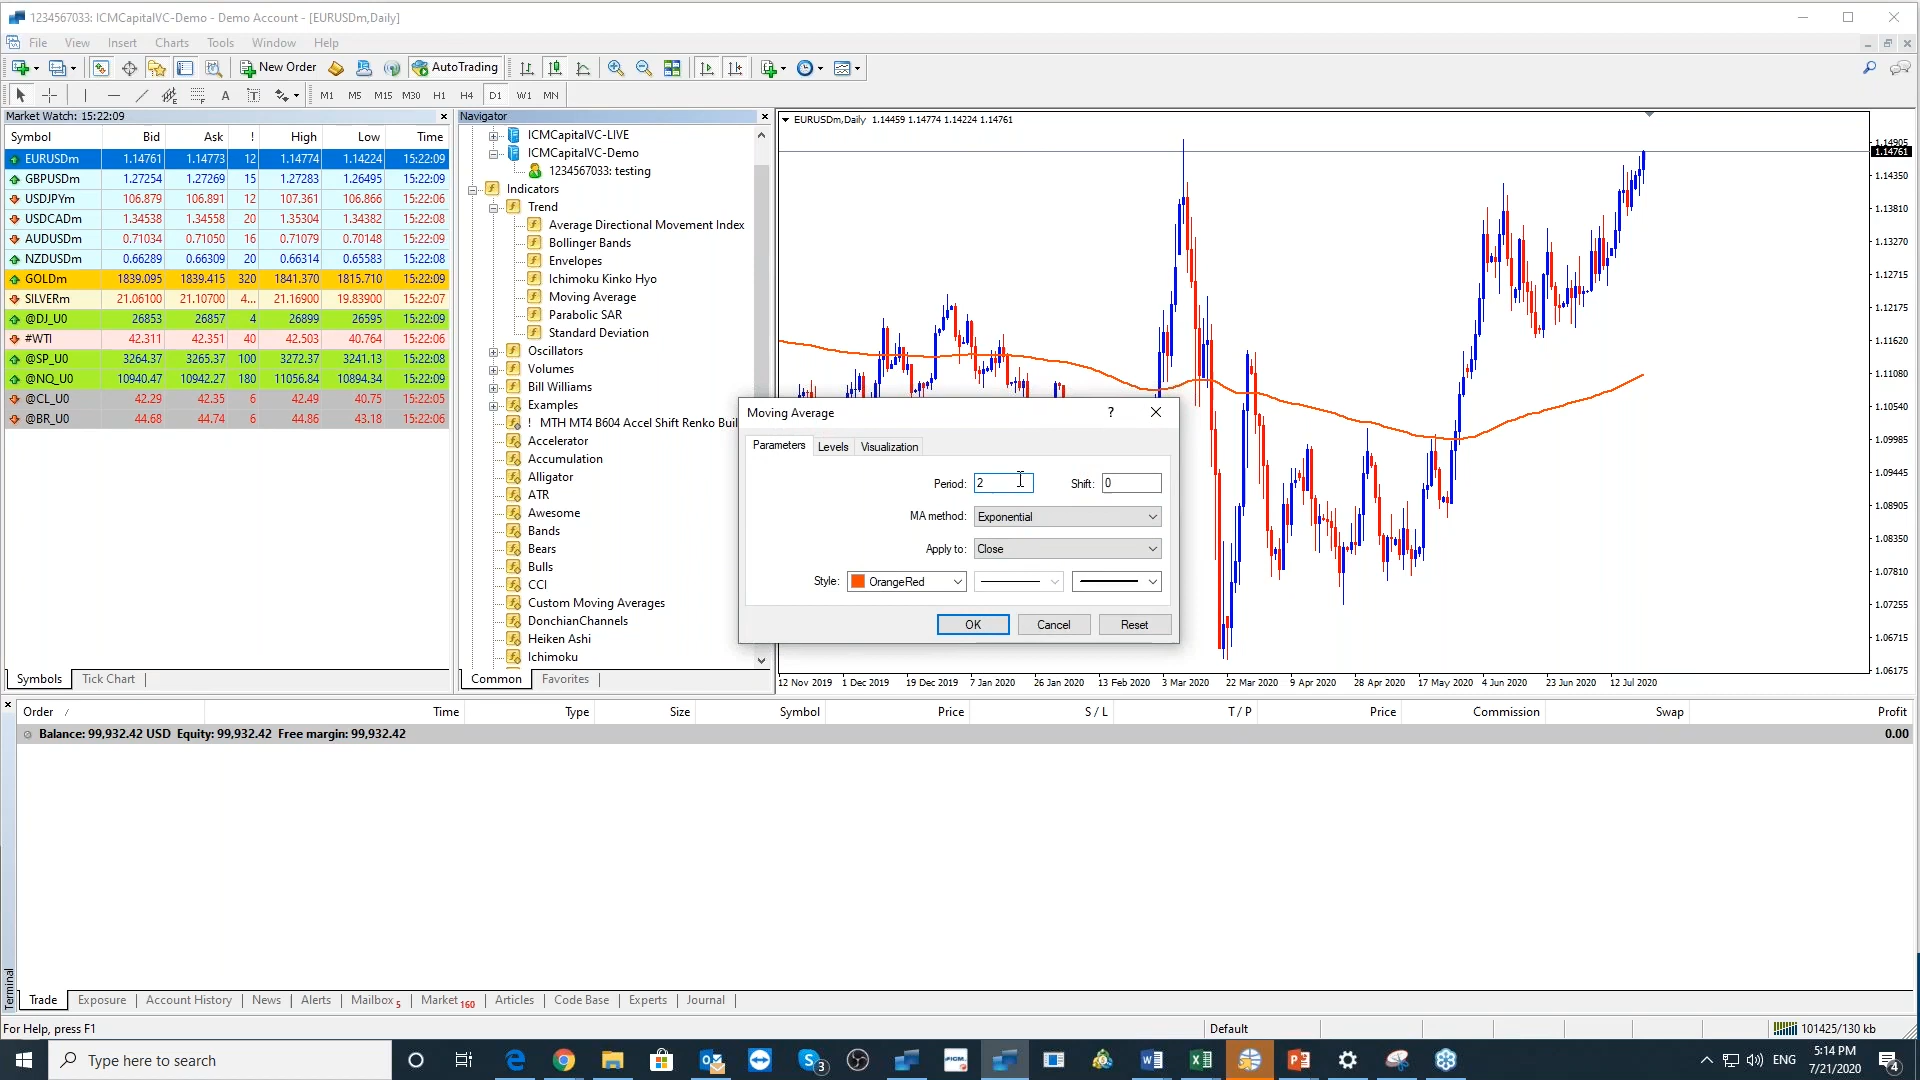 1234567033: ICMCapitalVC-Demo - Demo Account - [EURUSDm,Daily]
File View Insert Charts Tools Window Help
New Order AutoTrading
A T M1 M5 M15 M30 H1 H4 D1 W1 MN
Market Watch: 15:22:09
Symbol Bid Ask ! High Low Time
EURUSDm 1.14761 1.14773 12 1.14774 1.14224 15:22:09
GBPUSDm 1.27254 1.27269 15 1.27283 1.26495 15:22:09
USDJPYm 106.879 106.891 12 107.361 106.866 15:22:06
USDCADm 1.34538 1.34558 20 1.35304 1.34382 15:22:08
AUDUSDm 0.71034 0.71050 16 0.71079 0.70148 15:22:09
NZDUSDm 0.66289 0.66309 20 0.66314 0.65583 15:22:08
GOLDm 1839.095 1839.415 320 1841.370 1815.710 15:22:09
SILVERm 21.06100 21.10700 4... 21.16900 19.83900 15:22:07
@DJ_U0 26853 26857 4 26899 26595 15:22:09
#WTI 42.311 42.351 40 42.503 40.764 15:22:06
@SP_U0 3264.37 3265.37 100 3272.37 3241.13 15:22:08
@NQ_U0 10940.47 10942.27 180 11056.84 10894.34 15:22:09
@CL_U0 42.29 42.35 6 42.49 40.75 15:22:05
@BR_U0 44.68 44.74 6 44.86 43.18 15:22:06
Symbols Tick Chart
Navigator
ICMCapitalVC-LIVE
ICMCapitalVC-Demo
1234567033: testing
Indicators
Trend
Average Directional Movement Index
Bollinger Bands
Envelopes
Ichimoku Kinko Hyo
Moving Average
Parabolic SAR
Standard Deviation
Oscillators
Volumes
Bill Williams
Examples
! MTH MT4 B604 Accel Shift Renko Buil
Accelerator
Accumulation
Alligator
ATR
Awesome
Bands
Bears
Bulls
CCI
Custom Moving Averages
DonchianChannels
Heiken Ashi
Ichimoku
Common Favorites
EURUSDm,Daily 1.14459 1.14774 1.14224 1.14761
1.14905
1.14761
1.14350
1.13810
1.13270
1.12715
1.12175
1.11620
1.11080
1.10540
1.09985
1.09445
1.08905
1.08350
1.07810
1.07255
1.06715
1.06175
12 Nov 2019 1 Dec 2019 19 Dec 2019 7 Jan 2020 26 Jan 2020 13 Feb 2020 3 Mar 2020 22 Mar 2020 9 Apr 2020 28 Apr 2020 17 May 2020 4 Jun 2020 23 Jun 2020 12 Jul 2020
Moving Average ?
Parameters Levels Visualization
Period: 2 Shift: 0
MA method: Exponential
Apply to: Close
Style: OrangeRed
OK Cancel Reset
Order / Time Type Size Symbol Price S / L T / P Price Commission Swap Profit
Balance: 99,932.42 USD Equity: 99,932.42 Free margin: 99,932.42 0.00
Terminal
Trade Exposure Account History News Alerts Mailbox 5 Market 160 Articles Code Base Experts Journal
For Help, press F1 Default 101425/130 kb
Type here to search
3
ICM
ENG
5:14 PM
7/21/2020
4